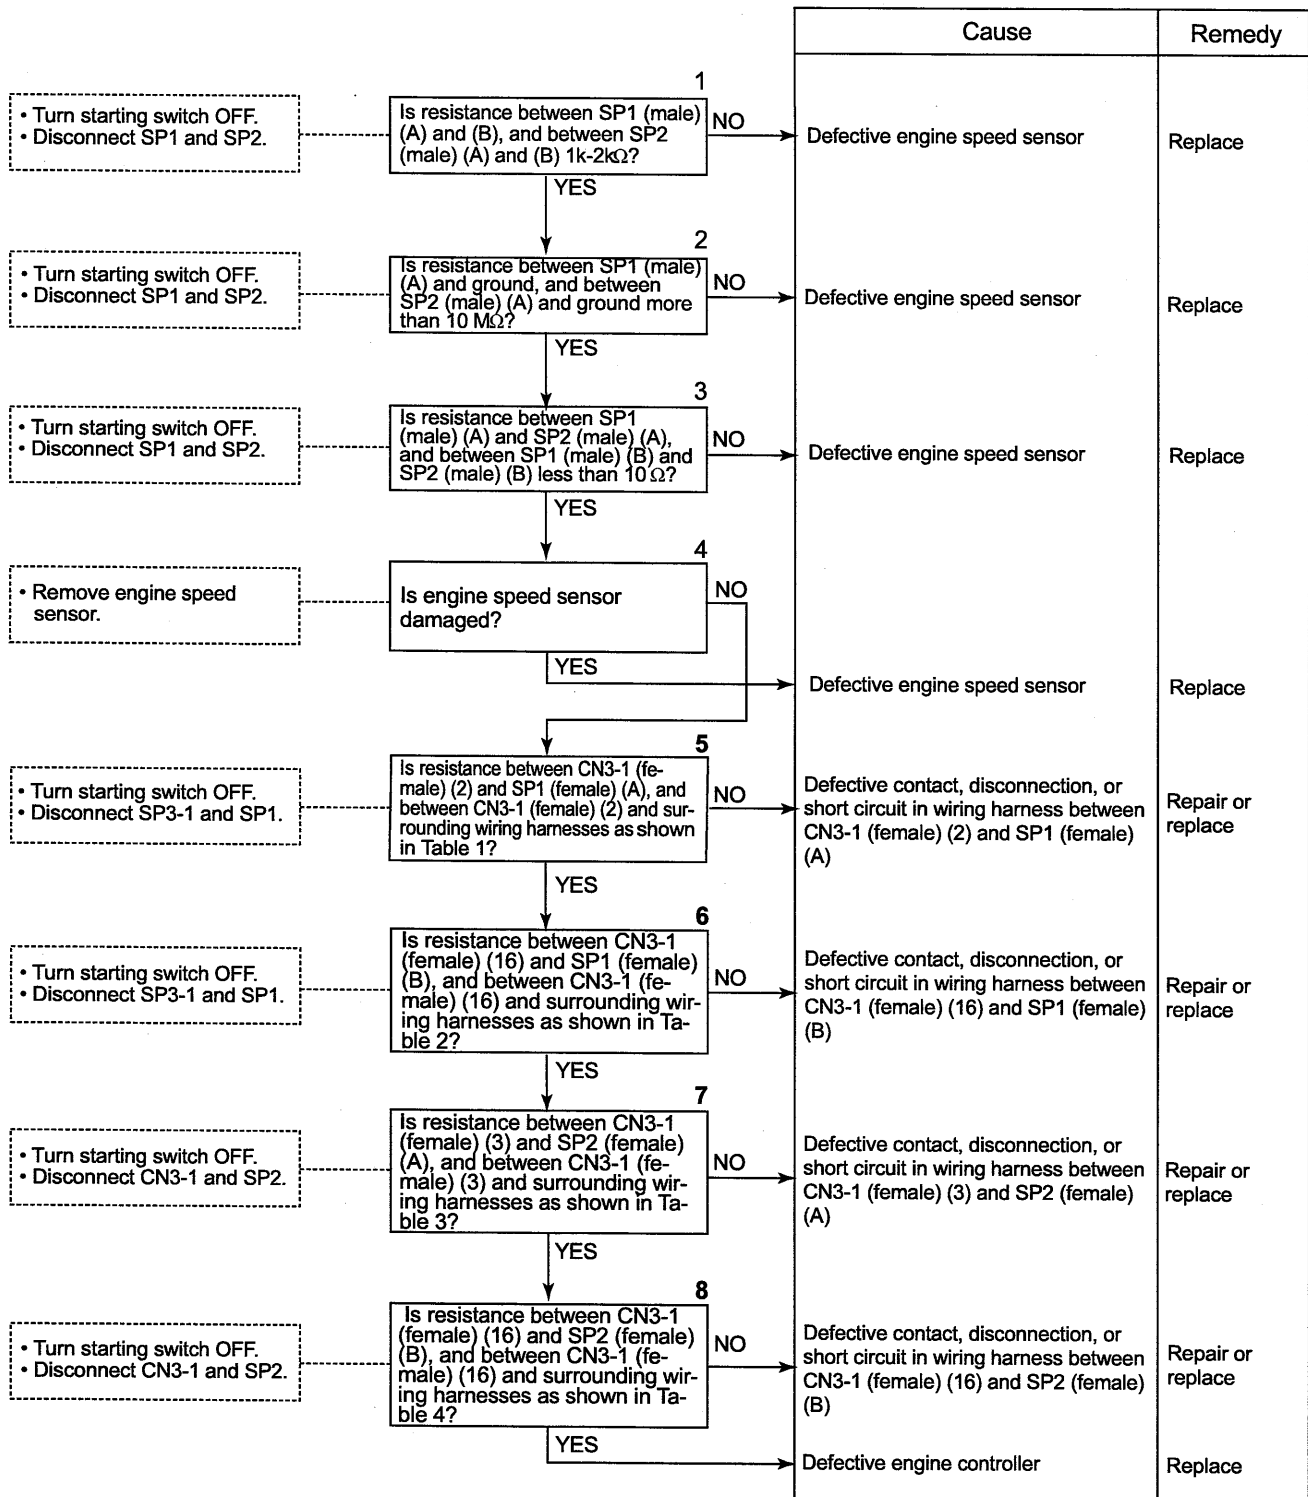 Cause
Remedy
1
• Turn starting switch OFF.
• Disconnect SP1 and SP2.
Is resistance between SP1 (male)
(A) and (B), and between SP2
(male) (A) and (B) 1k-2kΩ?
NO
Defective engine speed sensor
Replace
YES
2
• Turn starting switch OFF.
• Disconnect SP1 and SP2.
Is resistance between SP1 (male)
(A) and ground, and between
SP2 (male) (A) and ground more
than 10 MΩ?
NO
Defective engine speed sensor
Replace
YES
3
• Turn starting switch OFF.
• Disconnect SP1 and SP2.
Is resistance between SP1
(male) (A) and SP2 (male) (A),
and between SP1 (male) (B) and
SP2 (male) (B) less than 10 Ω?
NO
Defective engine speed sensor
Replace
YES
4
• Remove engine speed
sensor.
Is engine speed sensor
damaged?
NO
YES
Defective engine speed sensor
Replace
5
• Turn starting switch OFF.
• Disconnect SP3-1 and SP1.
Is resistance between CN3-1 (fe-
male) (2) and SP1 (female) (A), and
between CN3-1 (female) (2) and sur-
rounding wiring harnesses as shown
in Table 1?
NO
Defective contact, disconnection, or
short circuit in wiring harness between
CN3-1 (female) (2) and SP1 (female)
(A)
Repair or
replace
YES
6
• Turn starting switch OFF.
• Disconnect SP3-1 and SP1.
Is resistance between CN3-1
(female) (16) and SP1 (female)
(B), and between CN3-1 (fe-
male) (16) and surrounding wir-
ing harnesses as shown in Ta-
ble 2?
NO
Defective contact, disconnection, or
short circuit in wiring harness between
CN3-1 (female) (16) and SP1 (female)
(B)
Repair or
replace
YES
7
• Turn starting switch OFF.
• Disconnect CN3-1 and SP2.
Is resistance between CN3-1
(female) (3) and SP2 (female)
(A), and between CN3-1 (fe-
male) (3) and surrounding wir-
ing harnesses as shown in Ta-
ble 3?
NO
Defective contact, disconnection, or
short circuit in wiring harness between
CN3-1 (female) (3) and SP2 (female)
(A)
Repair or
replace
YES
8
• Turn starting switch OFF.
• Disconnect CN3-1 and SP2.
Is resistance between CN3-1
(female) (16) and SP2 (female)
(B), and between CN3-1 (fe-
male) (16) and surrounding wir-
ing harnesses as shown in Ta-
ble 4?
NO
Defective contact, disconnection, or
short circuit in wiring harness between
CN3-1 (female) (16) and SP2 (female)
(B)
Repair or
replace
YES
Defective engine controller
Replace